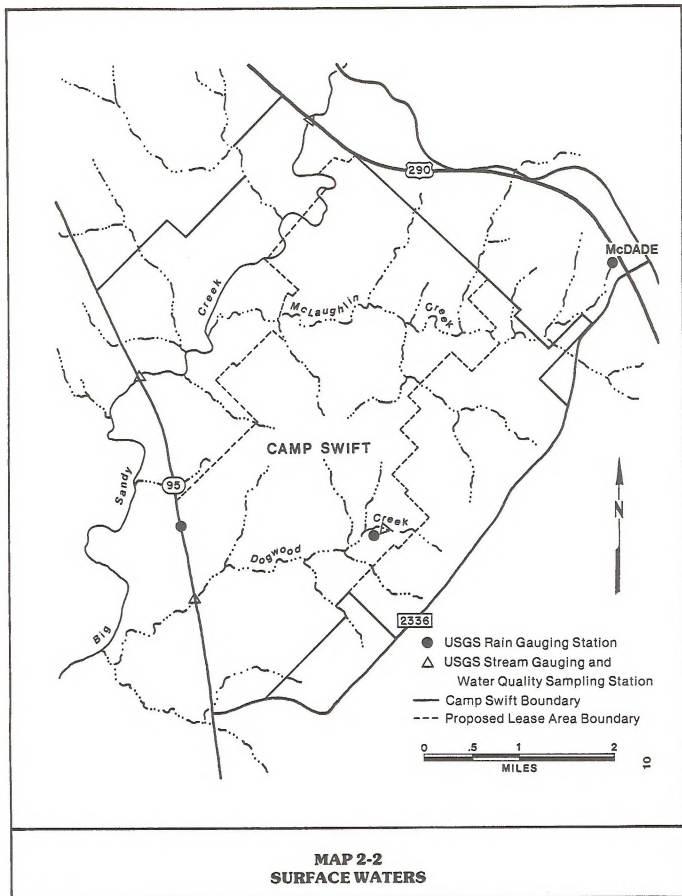 290
McDADE
Creek
McLaughlin
Creek
CAMP SWIFT
Sandy
95
Creek
Dogwood
Big
2336
N
USGS Rain Gauging Station
USGS Stream Gauging and
Water Quality Sampling Station
Camp Swift Boundary
Proposed Lease Area Boundary
0 .5 1 2
MILES
10
MAP 2-2
SURFACE WATERS